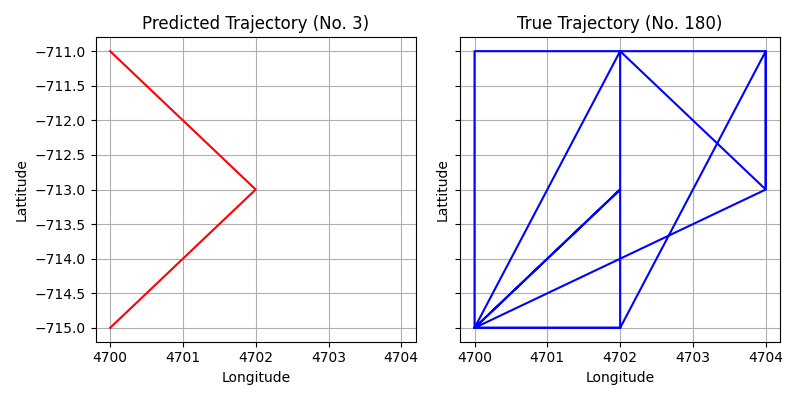 Predicted Trajectory (No. 3)
Lattitude
−711.0
−711.5
−712.0
−712.5
−713.0
−713.5
−714.0
−714.5
−715.0
4700 4701 4702 4703 4704
Longitude
True Trajectory (No. 180)
Lattitude
4700 4701 4702 4703 4704
Longitude